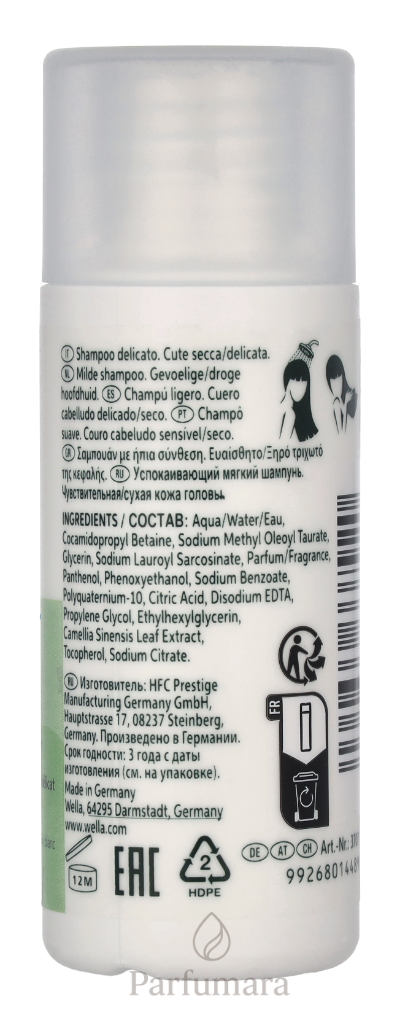 IT Shampoo delicato. Cute secca/delicata.
NL Milde shampoo. Gevoelige/droge
hoofdhuid. ES Champú ligero. Cuero
cabelludo delicado/seco. PT Champô
suave. Couro cabeludo sensível/seco.
GR Σαμπουάν με ήπια σύνθεση. Ευαίσθητο/Ξηρό τριχωτό
της κεφαλής. RU Успокаивающий мягкий шампунь.
Чувствительная/сухая кожа головы.
INGREDIENTS / СОСТАВ: Aqua/Water/Eau,
Cocamidopropyl Betaine, Sodium Methyl Oleoyl Taurate,
Glycerin, Sodium Lauroyl Sarcosinate, Parfum/Fragrance,
Panthenol, Phenoxyethanol, Sodium Benzoate,
Polyquaternium-10, Citric Acid, Disodium EDTA,
Propylene Glycol, Ethylhexylglycerin,
Camellia Sinensis Leaf Extract,
Tocopherol, Sodium Citrate.
RU Изготовитель: HFC Prestige
Manufacturing Germany GmbH,
Hauptstrasse 17, 08237 Steinberg,
Germany. Произведено в Германии.
Срок годности: 3 года с даты
изготовления (см. на упаковке).
Made in Germany
Wella, 64295 Darmstadt, Germany
www.wella.com
FR
12M
EAC
2
HDPE
DE AT CH Art.-Nr.:
992680144
Parfumara